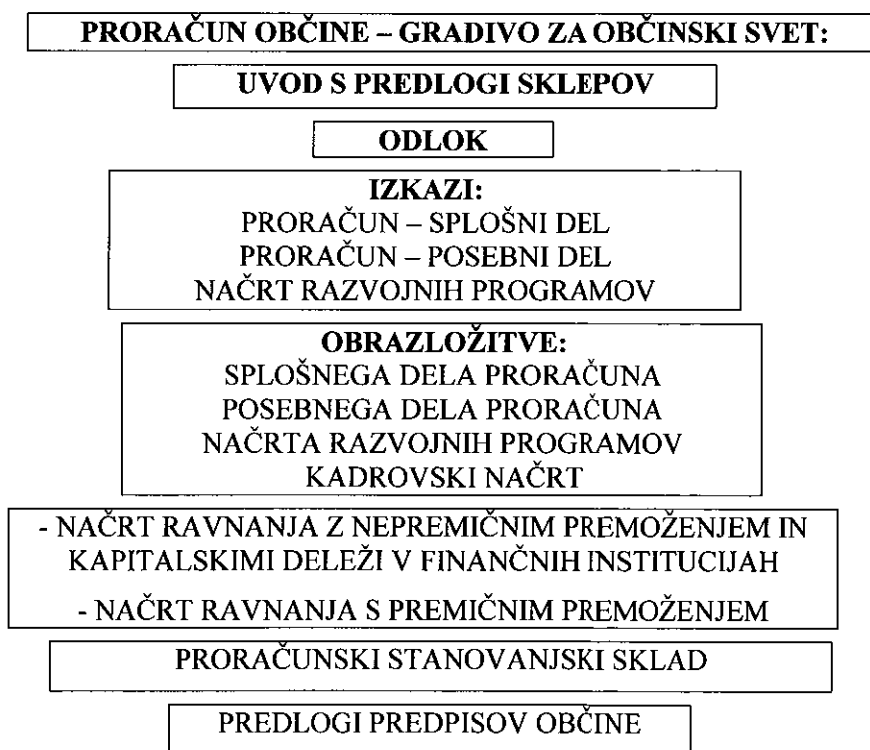 PRORAČUN OBČINE – GRADIVO ZA OBČINSKI SVET:
UVOD S PREDLOGI SKLEPOV
ODLOK
IZKAZI:
PRORAČUN – SPLOŠNI DEL
PRORAČUN – POSEBNI DEL
NAČRT RAZVOJNIH PROGRAMOV
OBRAZLOŽITVE:
SPLOŠNEGA DELA PRORAČUNA
POSEBNEGA DELA PRORAČUNA
NAČRTA RAZVOJNIH PROGRAMOV
KADROVSKI NAČRT
- NAČRT RAVNANJA Z NEPREMIČNIM PREMOŽENJEM IN
KAPITALSKIMI DELEŽI V FINANČNIH INSTITUCIJAH
- NAČRT RAVNANJA S PREMIČNIM PREMOŽENJEM
PRORAČUNSKI STANOVANJSKI SKLAD
PREDLOGI PREDPISOV OBČINE